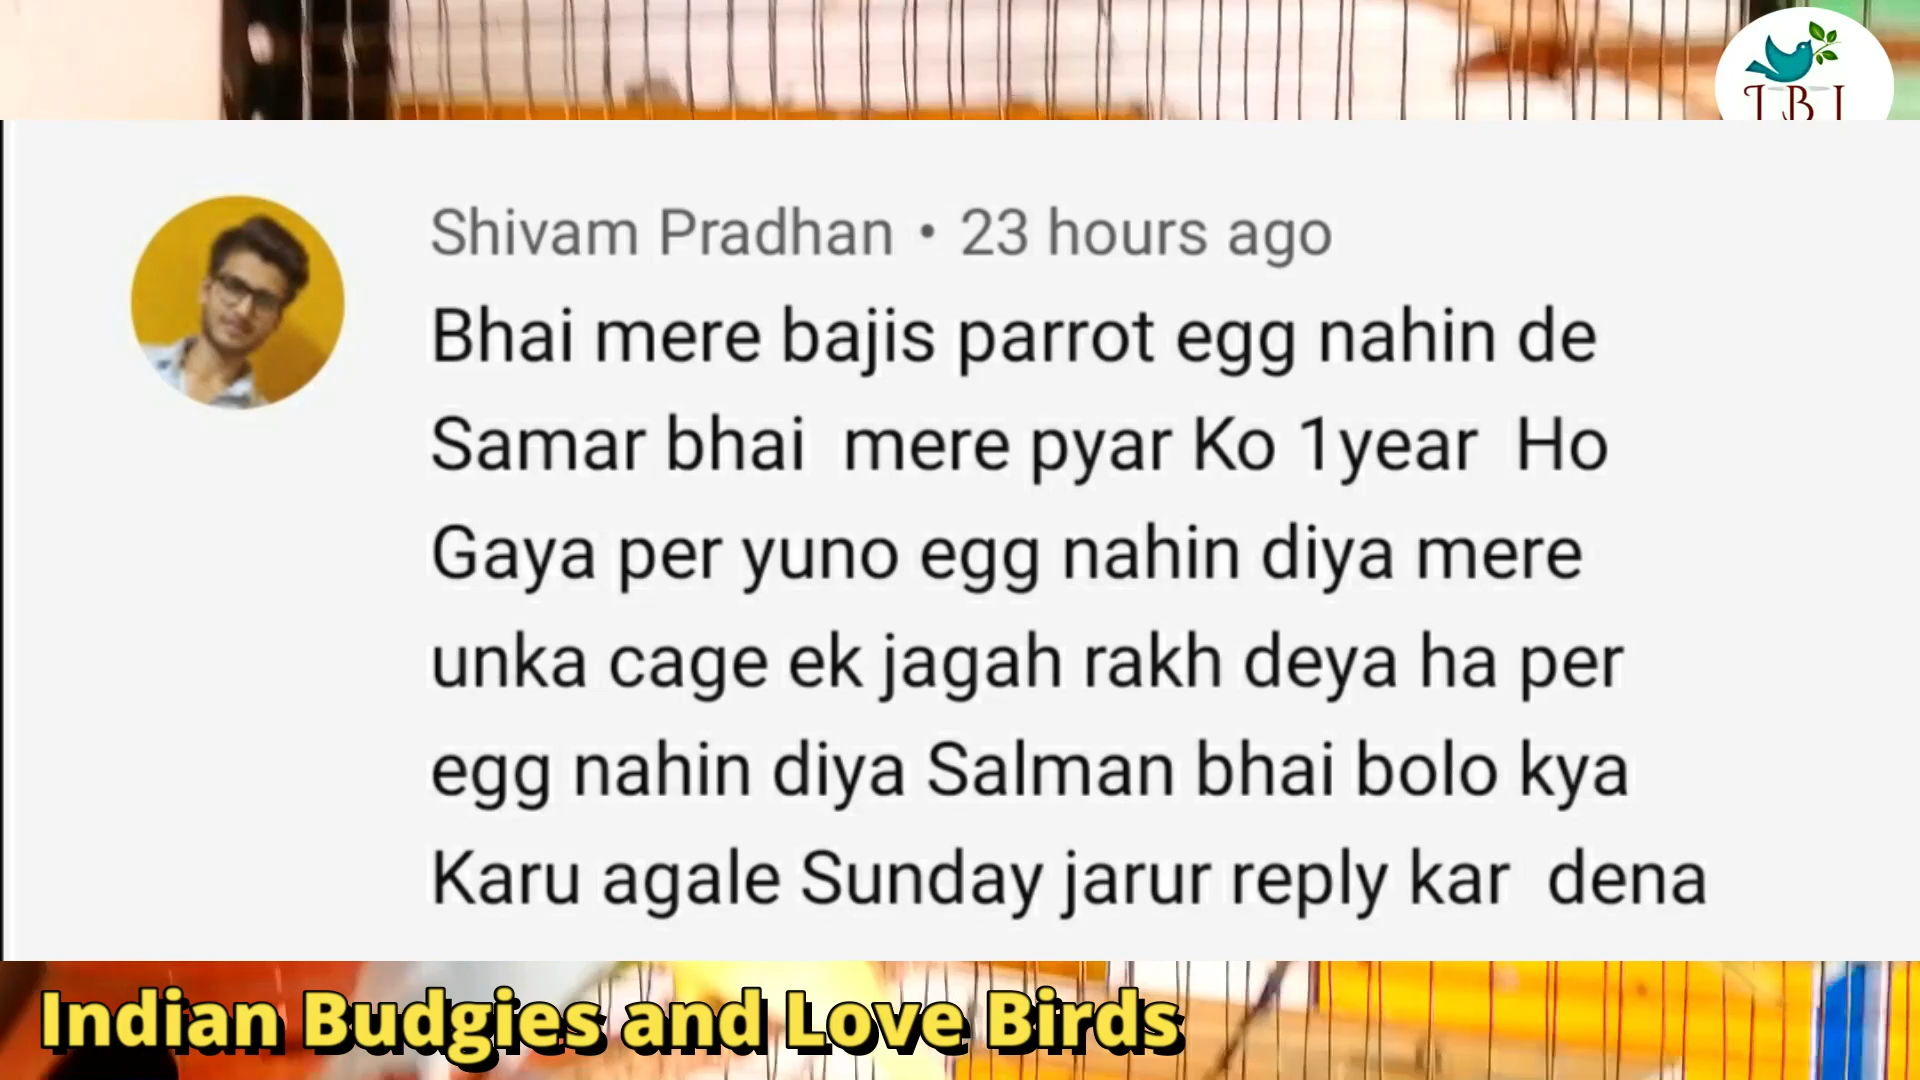 I B I
Shivam Pradhan • 23 hours ago
Bhai mere bajis parrot egg nahin de
Samar bhai mere pyar Ko 1year Ho
Gaya per yuno egg nahin diya mere
unka cage ek jagah rakh deya ha per
egg nahin diya Salman bhai bolo kya
Karu agale Sunday jarur reply kar dena
Indian Budgies and Love Birds